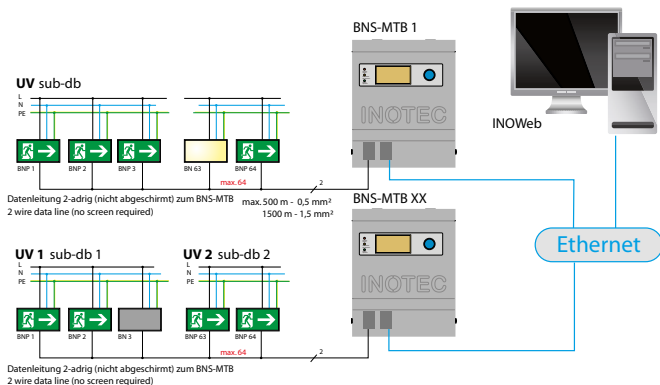 BNS-MTB 1
UV sub-db
L
N
PE
INOTEC
INOWeb
BNP 1
BNP 2
BNP 3
BN 63
BNP 64
max.64
2
Datenleitung 2-adrig (nicht abgeschirmt) zum BNS-MTB
2 wire data line (no screen required)
max. 500 m - 0,5 mm²
1500 m - 1,5 mm²
BNS-MTB XX
Ethernet
UV 1 sub-db 1
UV 2 sub-db 2
L
N
PE
INOTEC
BNP 1
BNP 2
BN 3
BNP 63
BNP 64
max.64
2
Datenleitung 2-adrig (nicht abgeschirmt) zum BNS-MTB
2 wire data line (no screen required)